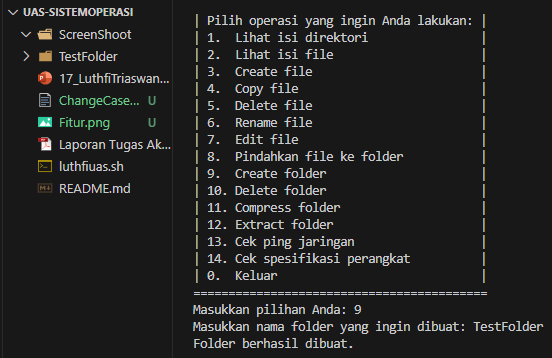 UAS-SISTEMOPERASI
ScreenShoot
TestFolder
17_LuthfiTriaswan...
ChangeCase... U
Fitur.png U
Laporan Tugas Ak...
luthfiuas.sh
README.md
| Pilih operasi yang ingin Anda lakukan: |
| 1. Lihat isi direktori |
| 2. Lihat isi file |
| 3. Create file |
| 4. Copy file |
| 5. Delete file |
| 6. Rename file |
| 7. Edit file |
| 8. Pindahkan file ke folder |
| 9. Create folder |
| 10. Delete folder |
| 11. Compress folder |
| 12. Extract folder |
| 13. Cek ping jaringan |
| 14. Cek spesifikasi perangkat |
| 0. Keluar |
==========================================
Masukkan pilihan Anda: 9
Masukkan nama folder yang ingin dibuat: TestFolder
Folder berhasil dibuat.